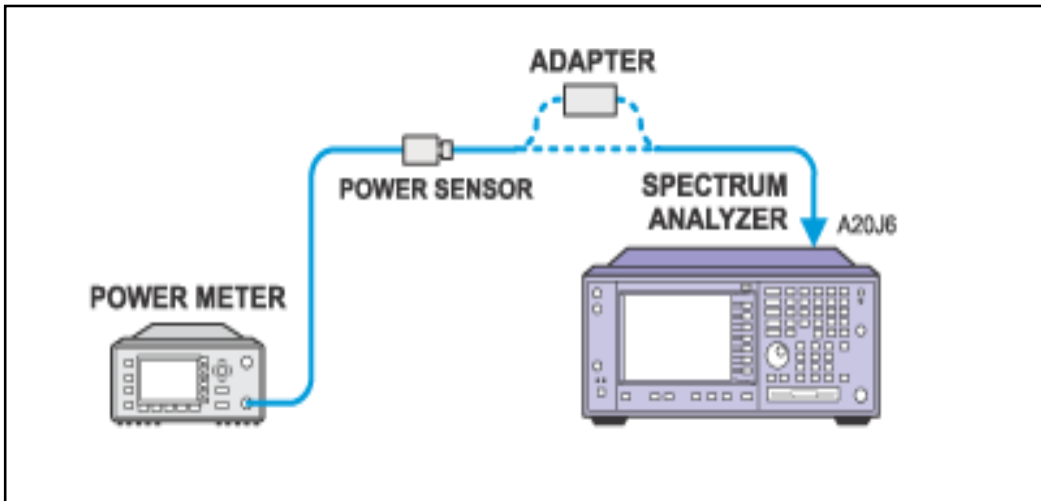 ADAPTER
POWER SENSOR
SPECTRUM
ANALYZER
A20J6
POWER METER